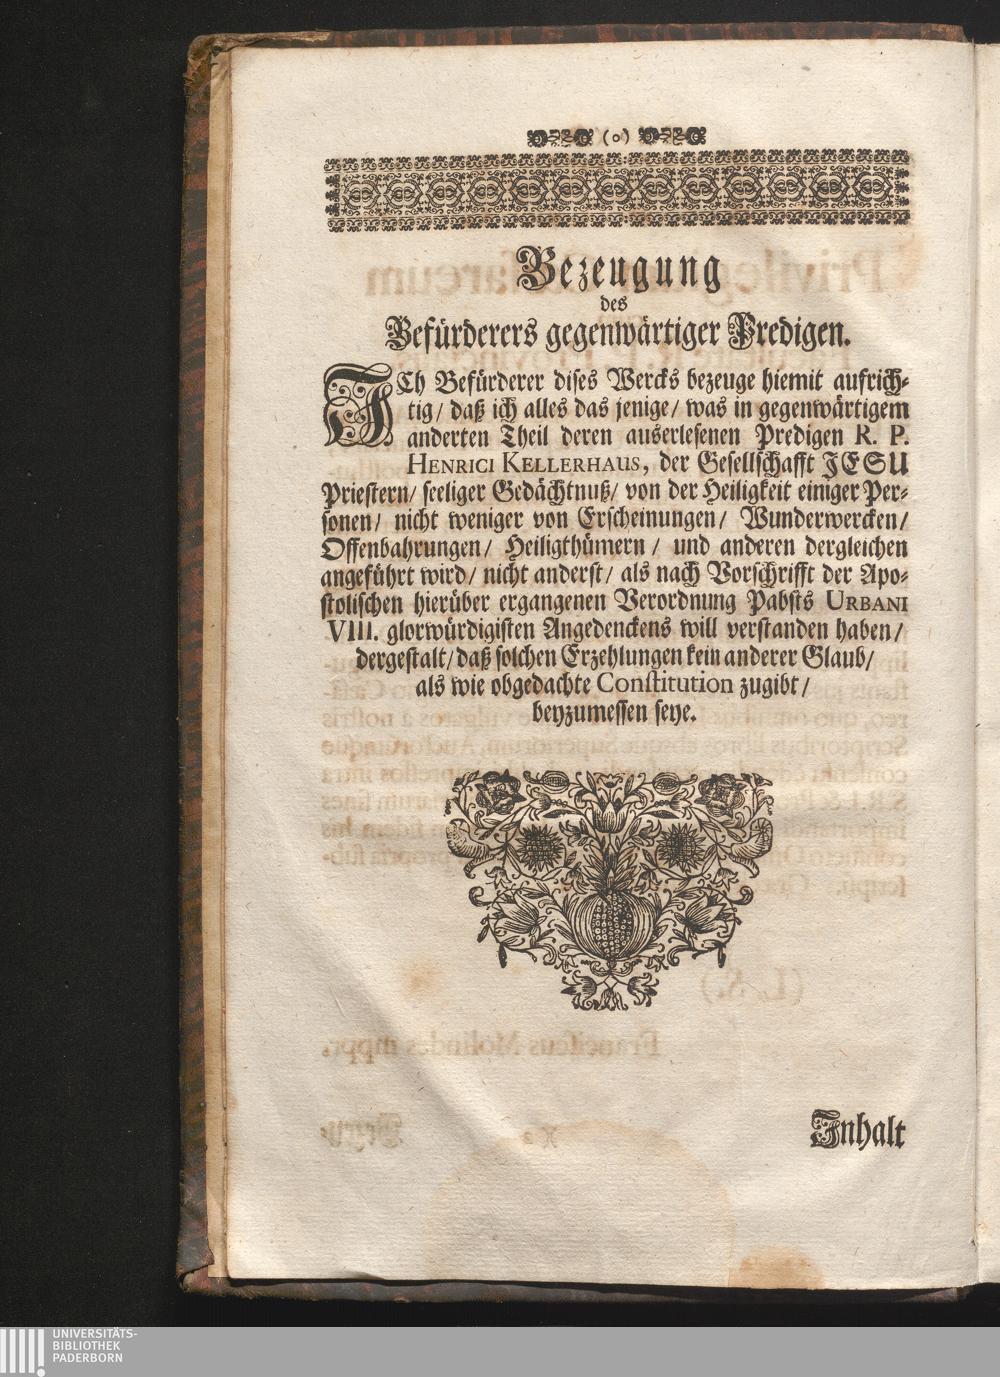 (o)
Bezeugung
des
Befürderers gegenwärtiger Predigen.
ICh Befürderer dises Wercks bezeuge hiemit aufrich-
tig/ daß ich alles das jenige/ was in gegenwärtigem
anderten Theil deren auserlesenen Predigen R. P.
HENRICI KELLERHAUS, der Gesellschafft JESU
Priestern/ seeliger Gedächtnuß/ von der Heiligkeit einiger Per-
sonen/ nicht weniger von Erscheinungen/ Wunderwercken/
Offenbahrungen/ Heiligthümern/ und anderen dergleichen
angeführt wird/ nicht anderst/ als nach Vorschrifft der Apo-
stolischen hierüber ergangenen Verordnung Pabsts URBANI
VIII. glorwürdigisten Angedenckens will verstanden haben/
dergestalt/ daß solchen Erzehlungen kein anderer Glaub/
als wie obgedachte Constitution zugibt/
beyzumessen seye.
Inhalt
UNIVERSITÄTS-
BIBLIOTHEK
PADERBORN